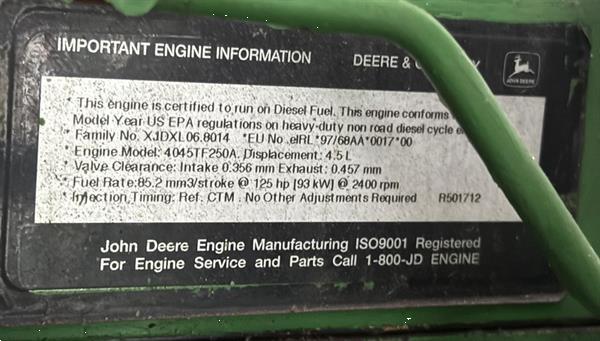 IMPORTANT ENGINE INFORMATION DEERE &
JOHN DEERE
* This engine is certified to run on Diesel Fuel. This engine conforms
Model Year US EPA regulations on heavy-duty non road diesel cycle
* Family No. XJDXL06.8014 *EU No.eIRL*97/68AA*0017*00
* Engine Model: 4045TF250A. Displacement: 4.5 L
* Valve Clearance: Intake 0.356 mm Exhaust: 0.457 mm
* Fuel Rate:85.2 mm3/stroke @ 125 hp [93 kW] @ 2400 rpm
* Injection Timing: Ref. CTM . No Other Adjustments Required R501712
John Deere Engine Manufacturing ISO9001 Registered
For Engine Service and Parts Call 1-800-JD ENGINE